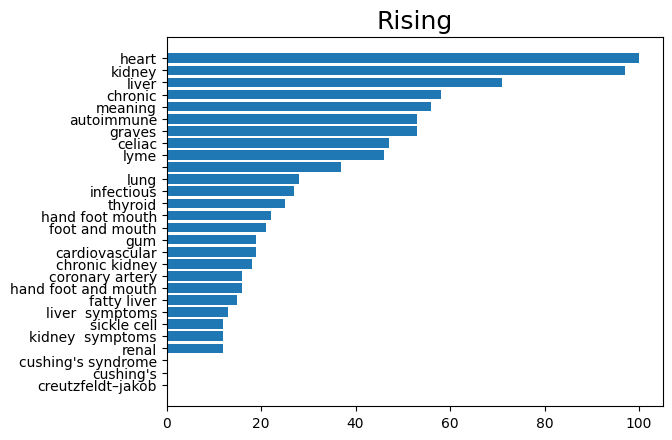 Rising
heart
kidney
liver
chronic
meaning
autoimmune
graves
celiac
lyme
lung
infectious
thyroid
hand foot mouth
foot and mouth
gum
cardiovascular
chronic kidney
coronary artery
hand foot and mouth
fatty liver
liver  symptoms
sickle cell
kidney  symptoms
renal
cushing's syndrome
cushing's
creutzfeldt–jakob
0 20 40 60 80 100